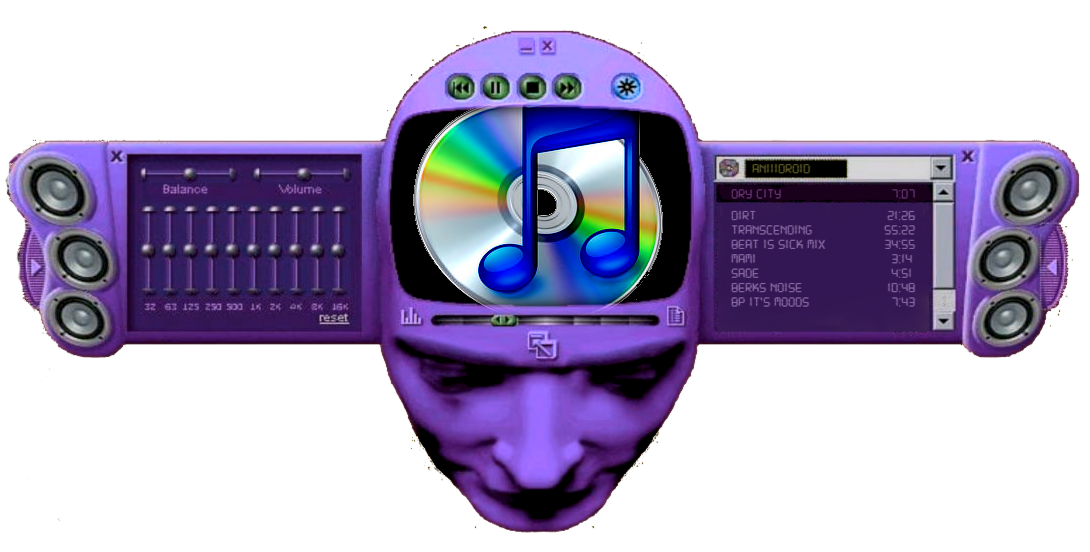 Balance Volume
32 63 125 250 500 1K 2K 4K 8K 16K
reset
DRY CITY 7:07
DIRT 21:26
TRANSCENDING 55:22
BEAT IS SICK MIX 34:55
MAMI 3:14
SADE 4:51
BERKS NOISE 10:48
BP IT'S MOODS 7:43